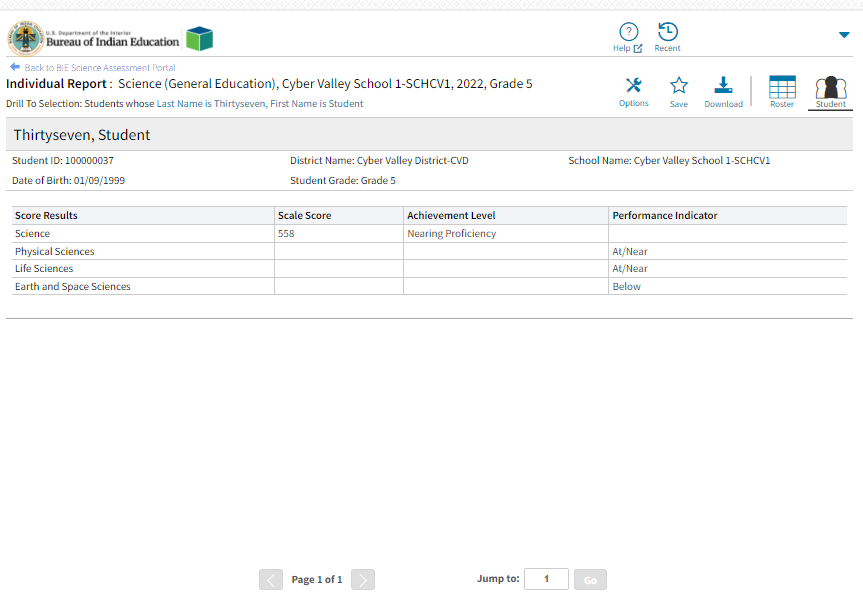 U.S. Department of the Interior
Bureau of Indian Education
? Help Recent
Back to BIE Science Assessment Portal
Individual Report : Science (General Education), Cyber Valley School 1-SCHCV1, 2022, Grade 5
Drill To Selection: Students whose Last Name is Thirtyseven, First Name is Student
Options Save Download Roster Student
Thirtyseven, Student
Student ID: 100000037 District Name: Cyber Valley District-CVD School Name: Cyber Valley School 1-SCHCV1
Date of Birth: 01/09/1999 Student Grade: Grade 5
Score Results Scale Score Achievement Level Performance Indicator
Science 558 Nearing Proficiency
Physical Sciences At/Near
Life Sciences At/Near
Earth and Space Sciences Below
Page 1 of 1 Jump to: 1 Go